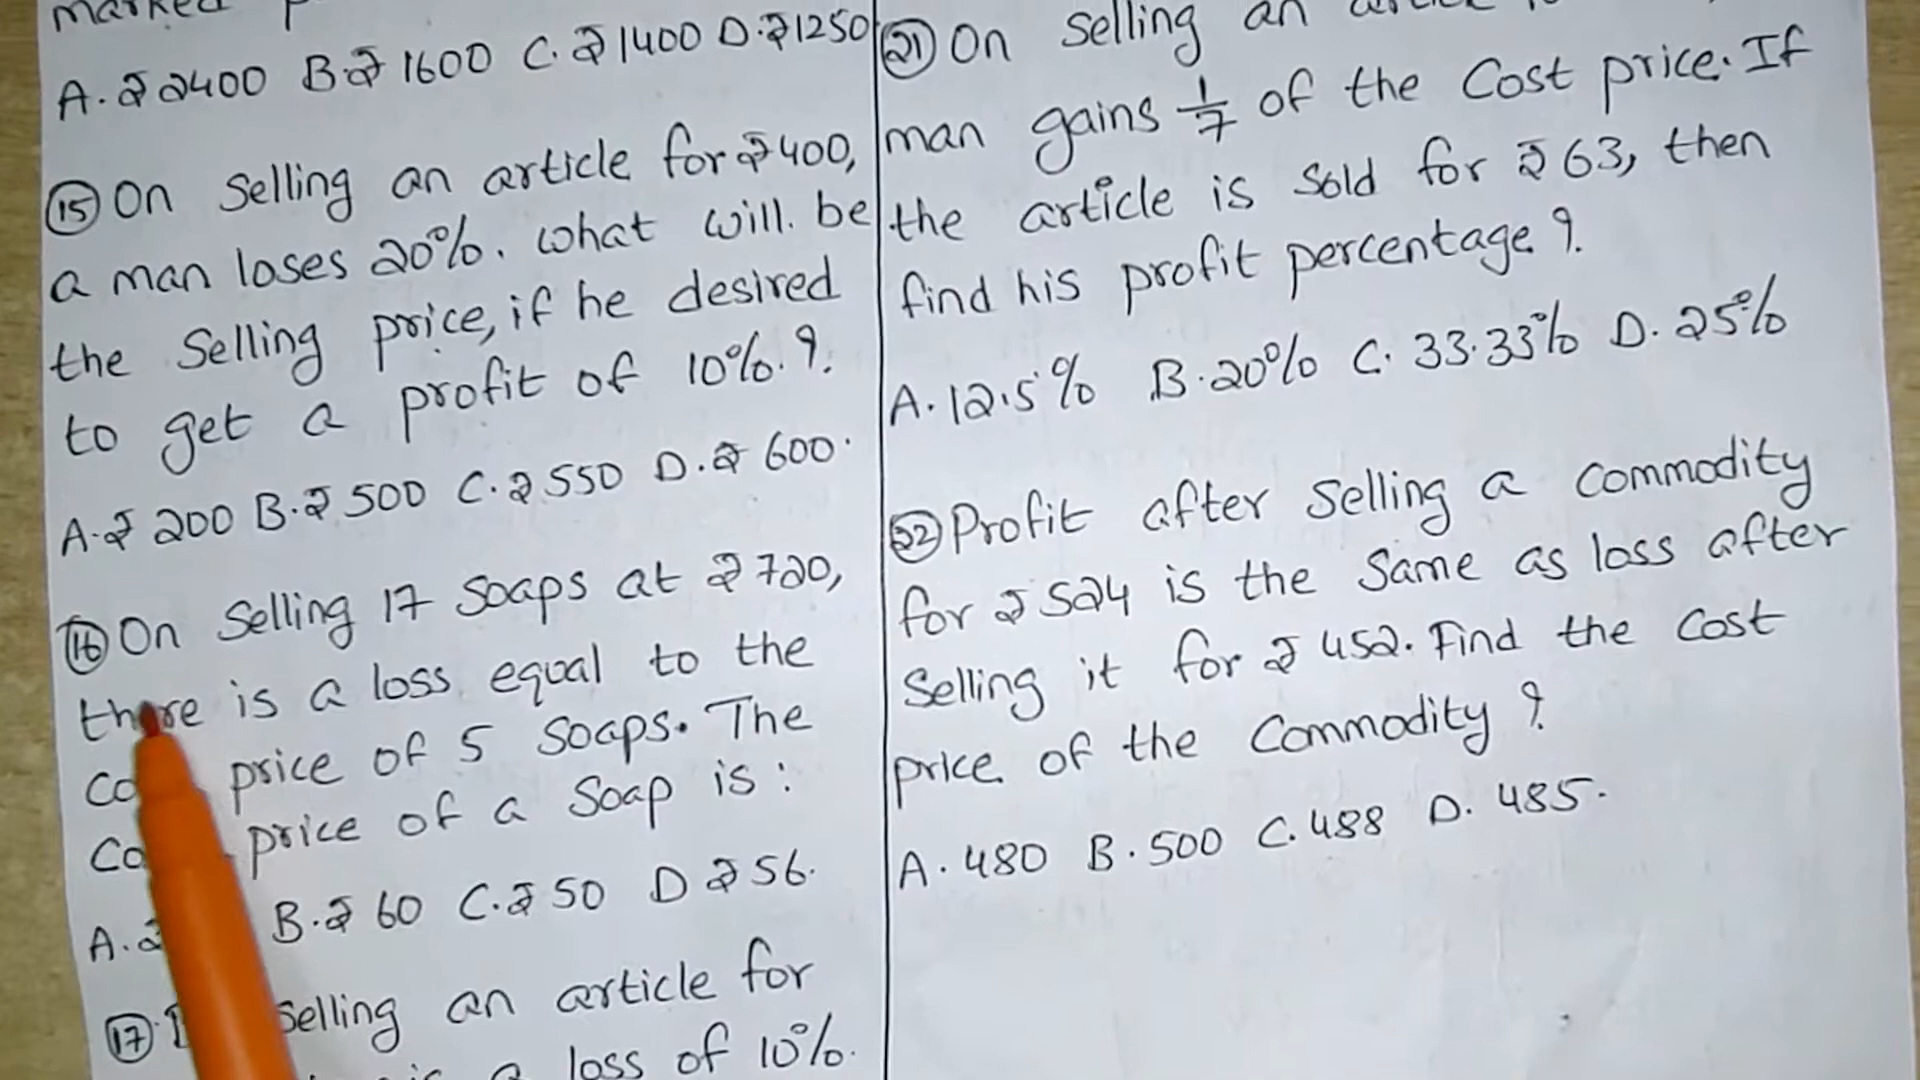 marked
A. ₹ 2400 B ₹ 1600 C. ₹ 1400 D. ₹ 1250
⑮ On Selling an article for ₹ 400,
a man loses 20%. What will be
the Selling price, if he desired
to get a profit of 10%.?
A. ₹ 200 B. ₹ 500 C. ₹ 550 D. ₹ 600.
⑯ On Selling 17 Soaps at ₹ 720,
there is a loss equal to the
price of 5 Soaps. The
price of a Soap is:
A. B. ₹ 60 C. ₹ 50 D ₹ 56.
⑰ Selling an article for
a loss of 10%.
㉑ On Selling an
man gains 1/7 of the Cost price. If
the article is Sold for ₹ 63, then
find his profit percentage?.
A. 12.5% B. 20% C. 33.33% D. 25%
㉒ Profit after Selling a Commodity
for ₹ 524 is the Same as loss after
Selling it for ₹ 452. Find the Cost
price of the Commodity?
A. 480 B. 500 C. 488 D. 485.